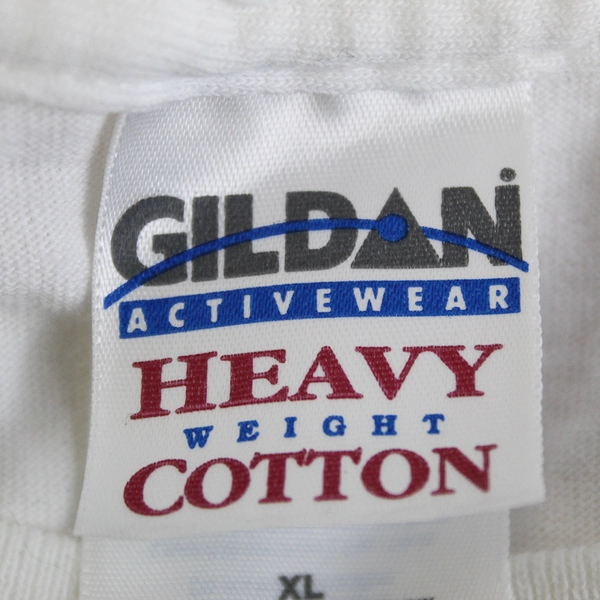 GILDAN
ACTIVEWEAR
HEAVY
WEIGHT
COTTON
XL